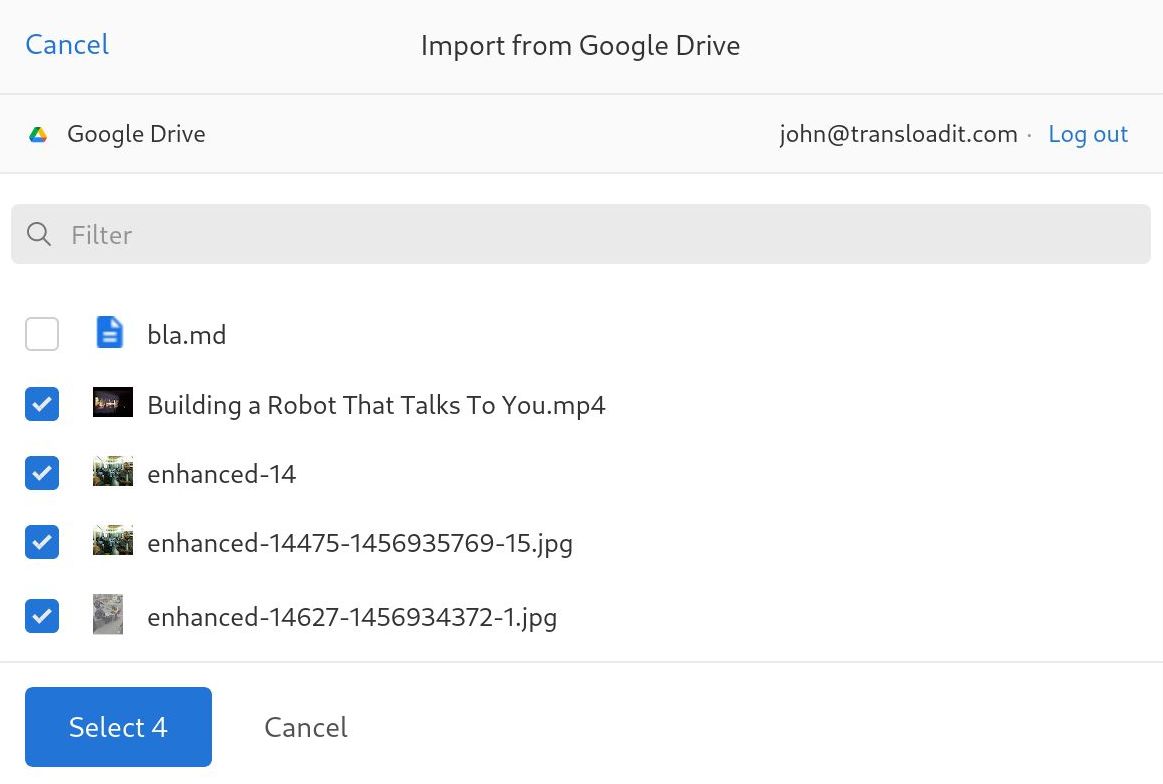 Cancel Import from Google Drive
Google Drive john@transloadit.com · Log out
Filter
bla.md
Building a Robot That Talks To You.mp4
enhanced-14
enhanced-14475-1456935769-15.jpg
enhanced-14627-1456934372-1.jpg
Select 4 Cancel